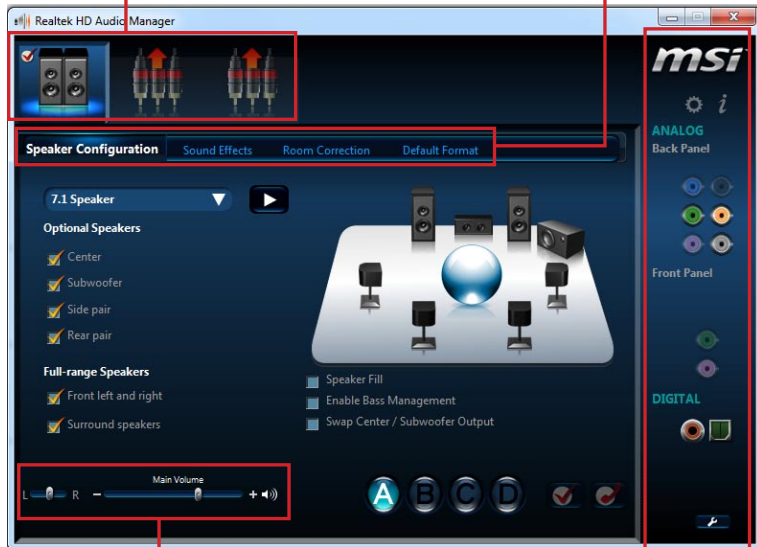 Realtek HD Audio Manager
msi
i
ANALOG
Back Panel
Speaker Configuration Sound Effects Room Correction Default Format
7.1 Speaker
Optional Speakers
Center
Subwoofer
Side pair
Rear pair
Front Panel
Full-range Speakers
Front left and right
Surround speakers
Speaker Fill
Enable Bass Management
Swap Center / Subwoofer Output
DIGITAL
Main Volume
L R - +
A B C D